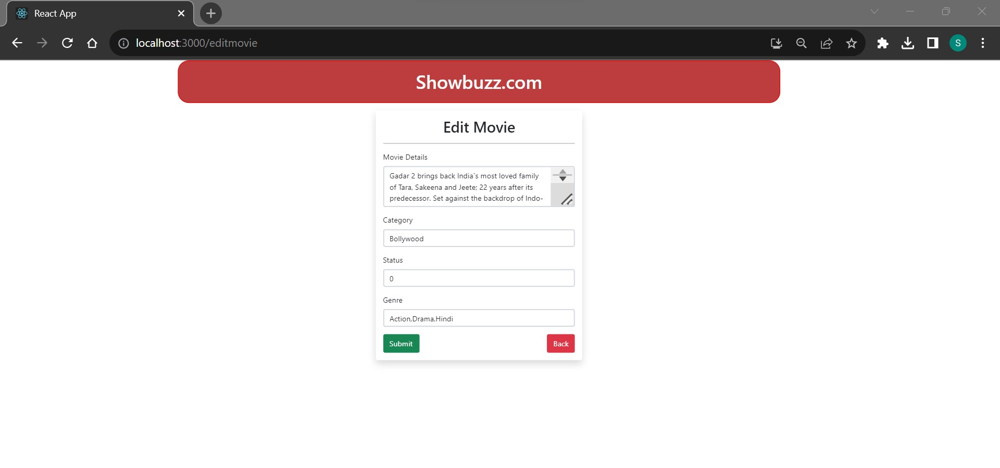 React App
localhost:3000/editmovie
S
Showbuzz.com
Edit Movie
Movie Details
Gadar 2 brings back India`s most loved family
of Tara, Sakeena and Jeete; 22 years after its
predecessor. Set against the backdrop of Indo-
Category
Bollywood
Status
0
Genre
Action,Drama,Hindi
Submit
Back